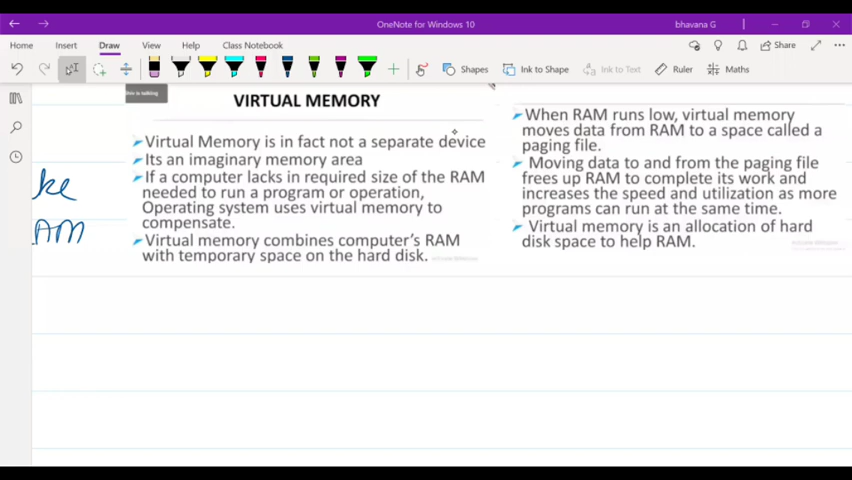 OneNote for Windows 10
bhavana G
Home Insert Draw View Help Class Notebook
Share
Shapes Ink to Shape Ink to Text Ruler Maths
VIRTUAL MEMORY
Virtual Memory is in fact not a separate device
Its an imaginary memory area
If a computer lacks in required size of the RAM
needed to run a program or operation,
Operating system uses virtual memory to
compensate.
Virtual memory combines computer's RAM
with temporary space on the hard disk.
When RAM runs low, virtual memory
moves data from RAM to a space called a
paging file.
Moving data to and from the paging file
frees up RAM to complete its work and
increases the speed and utilization as more
programs can run at the same time.
Virtual memory is an allocation of hard
disk space to help RAM.
ke
AM